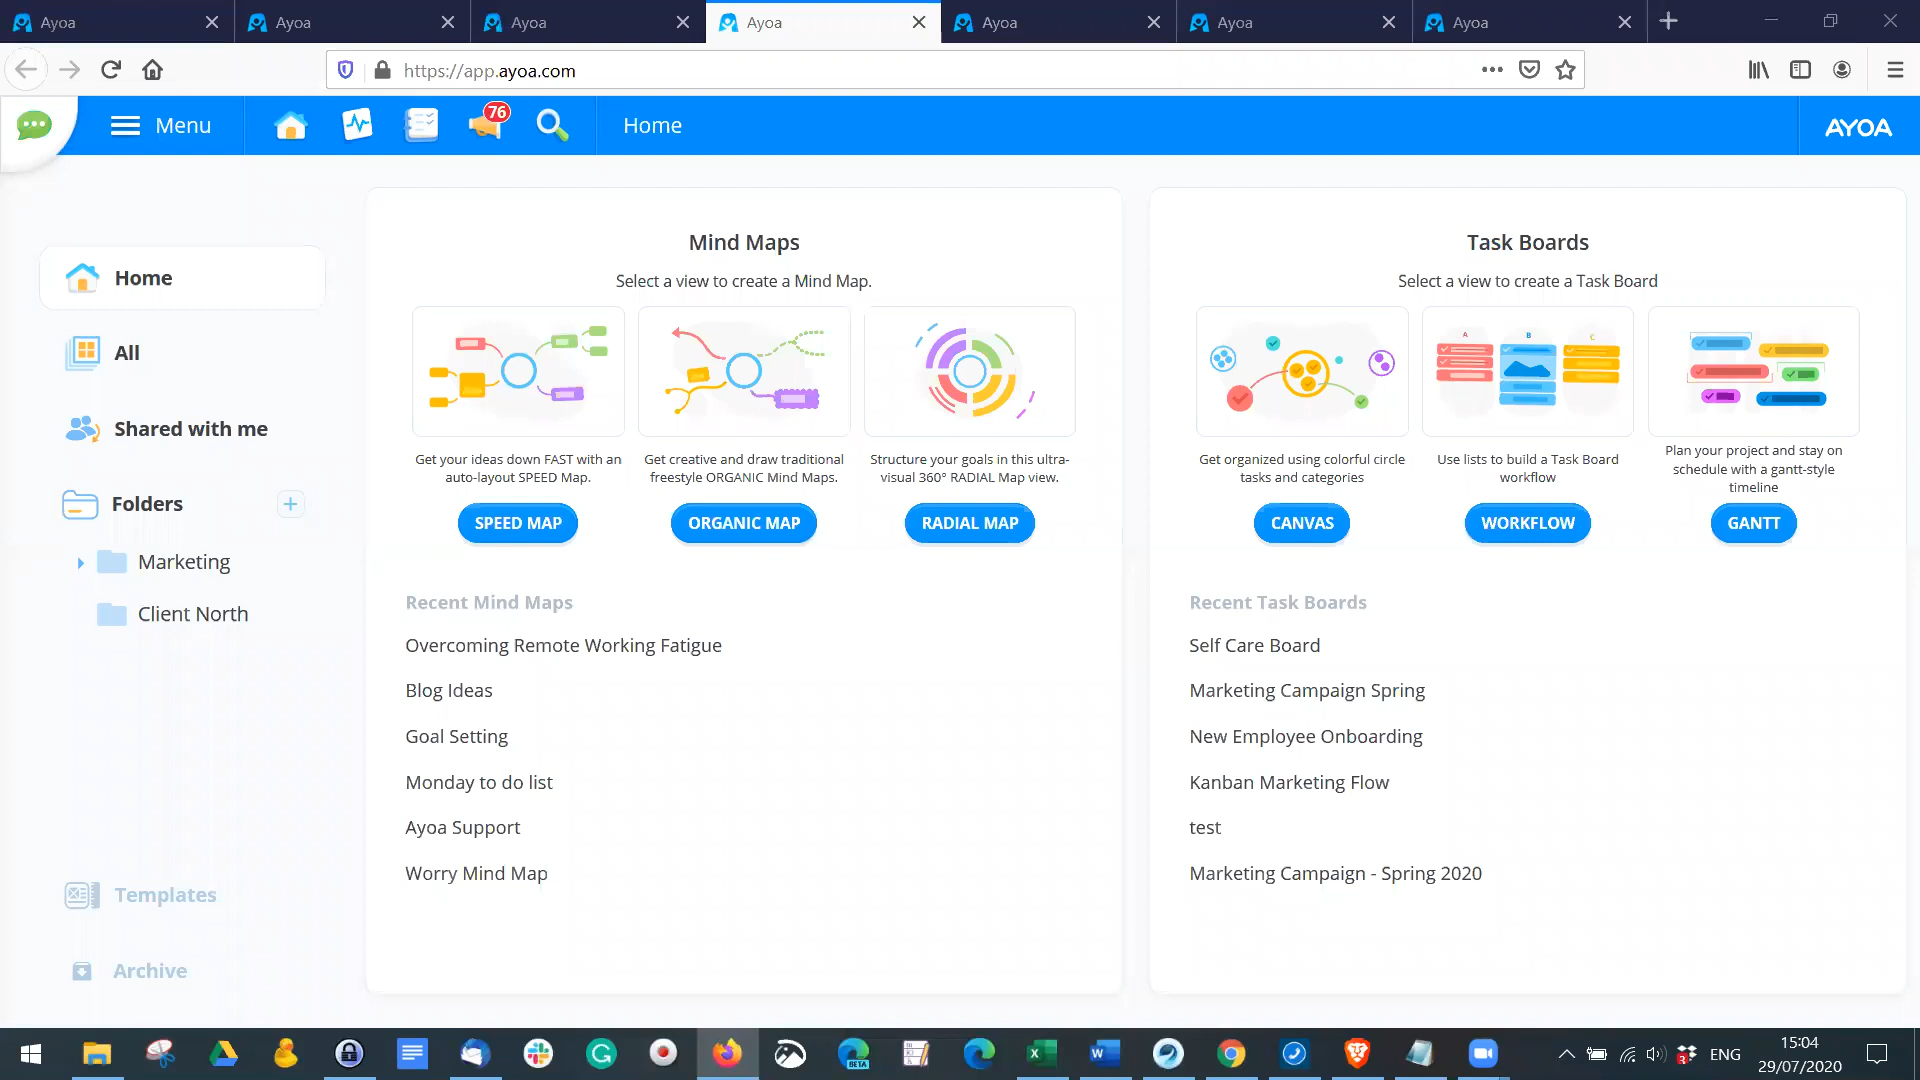 Ayoa
Ayoa
Ayoa
Ayoa
Ayoa
Ayoa
Ayoa
https://app.ayoa.com
Menu
76
Home
AYOA
Home
All
Shared with me
Folders
Marketing
Client North
Templates
Archive
Mind Maps
Select a view to create a Mind Map.
Get your ideas down FAST with an
auto-layout SPEED Map.
SPEED MAP
Get creative and draw traditional
freestyle ORGANIC Mind Maps.
ORGANIC MAP
Structure your goals in this ultra-
visual 360° RADIAL Map view.
RADIAL MAP
Recent Mind Maps
Overcoming Remote Working Fatigue
Blog Ideas
Goal Setting
Monday to do list
Ayoa Support
Worry Mind Map
Task Boards
Select a view to create a Task Board
Get organized using colorful circle
tasks and categories
CANVAS
A
B
C
Use lists to build a Task Board
workflow
WORKFLOW
Plan your project and stay on
schedule with a gantt-style
timeline
GANTT
Recent Task Boards
Self Care Board
Marketing Campaign Spring
New Employee Onboarding
Kanban Marketing Flow
test
Marketing Campaign - Spring 2020
BETA
3
ENG
15:04
29/07/2020